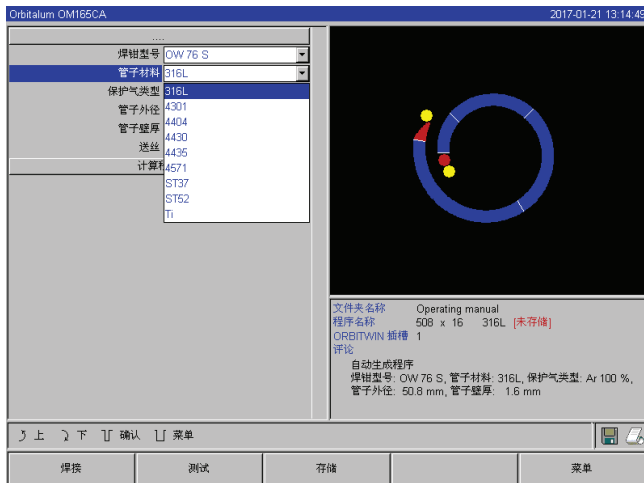 Orbitalum OM165CA 2017-01-21 13:14:49
....
焊钳型号 OW 76 S
管子材料 316L
保护气类型 316L
管子外径 4301
管子壁厚 4404
送丝 4430
4435
计算 4571
ST37
ST52
Ti
文件夹名称 Operating manual
程序名称 508 x 16 316L [未存储]
ORBITWIN 插槽 1
评论
自动生成程序
焊钳型号: OW 76 S, 管子材料: 316L, 保护气类型: Ar 100 %,
管子外径: 50.8 mm, 管子壁厚: 1.6 mm
上 下 确认 菜单
焊接 测试 存储 菜单